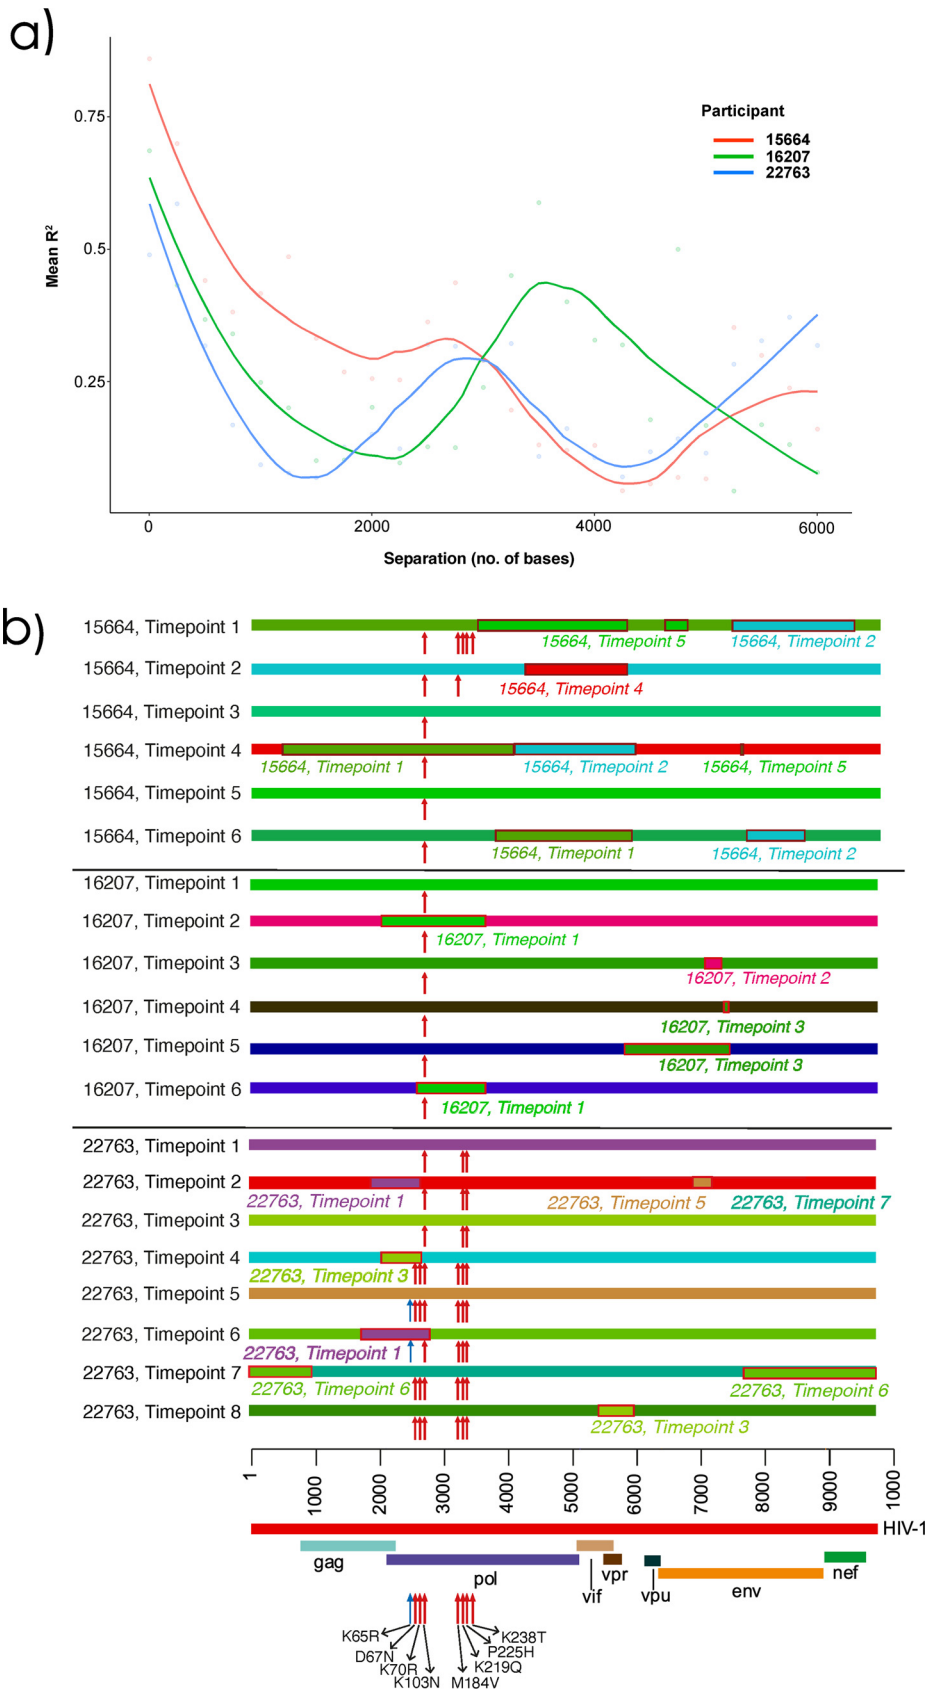 a)
Participant
15664
16207
22763
0.75
0.5
0.25
Mean R²
0
2000
4000
6000
Separation (no. of bases)
b)
15664, Timepoint 1
15664, Timepoint 5
15664, Timepoint 2
15664, Timepoint 2
15664, Timepoint 4
15664, Timepoint 3
15664, Timepoint 4
15664, Timepoint 1
15664, Timepoint 2
15664, Timepoint 5
15664, Timepoint 5
15664, Timepoint 6
15664, Timepoint 1
15664, Timepoint 2
16207, Timepoint 1
16207, Timepoint 2
16207, Timepoint 1
16207, Timepoint 3
16207, Timepoint 2
16207, Timepoint 4
16207, Timepoint 3
16207, Timepoint 5
16207, Timepoint 3
16207, Timepoint 6
16207, Timepoint 1
22763, Timepoint 1
22763, Timepoint 2
22763, Timepoint 1
22763, Timepoint 5
22763, Timepoint 7
22763, Timepoint 3
22763, Timepoint 4
22763, Timepoint 3
22763, Timepoint 5
22763, Timepoint 6
22763, Timepoint 1
22763, Timepoint 7
22763, Timepoint 6
22763, Timepoint 6
22763, Timepoint 8
22763, Timepoint 3
1
1000
2000
3000
4000
5000
6000
7000
8000
9000
1000
HIV-1
gag
pol
vif
vpr
vpu
env
nef
K65R
D67N
K70R
K103N
M184V
K219Q
P225H
K238T